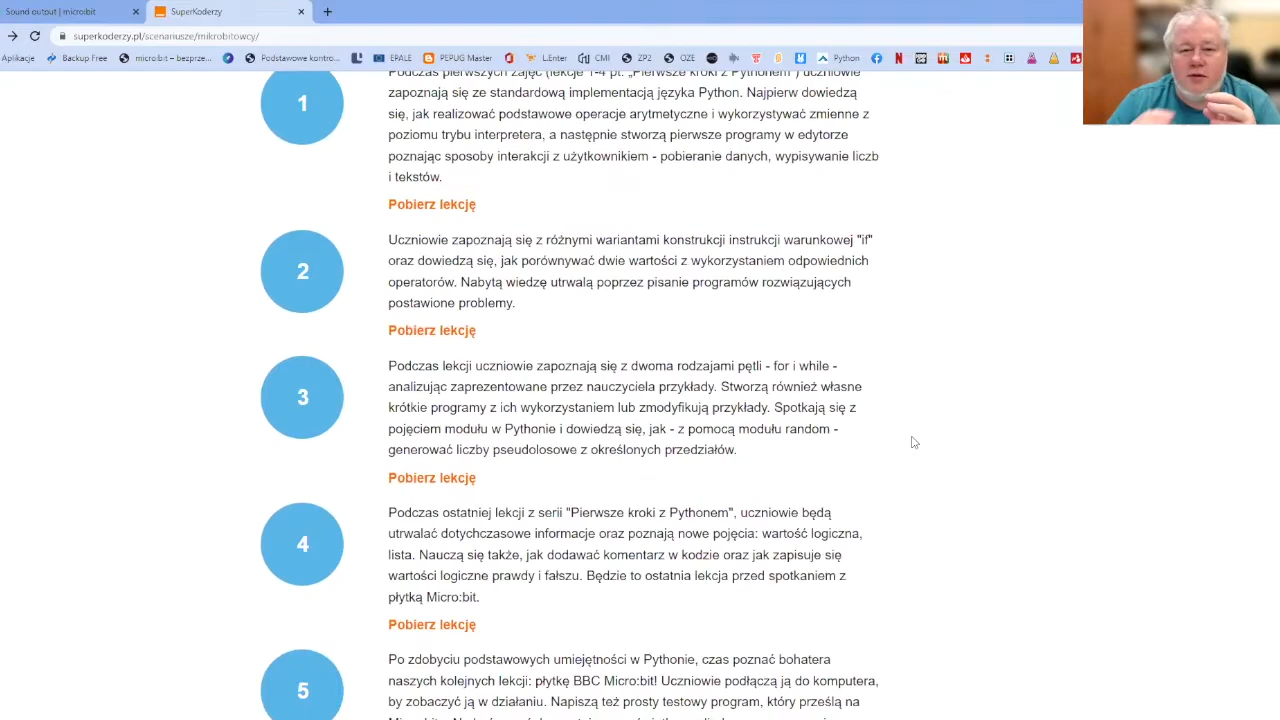 Sound output | micro:bit
SuperKoderzy
superkoderzy.pl/scenariusze/mikrobitowcy/
Aplikacje
Backup Free
micro:bit – bezprze...
Podstawowe kontro...
EPALE
PEPUG Master
L.Enter
CMI
ZP2
OZE
Python
Podczas pierwszych zajęć (lekcje 1-4 pt. „Pierwsze kroki z Pythonem") uczniowie
1
zapoznają się ze standardową implementacją języka Python. Najpierw dowiedzą
się, jak realizować podstawowe operacje arytmetyczne i wykorzystywać zmienne z
poziomu trybu interpretera, a następnie stworzą pierwsze programy w edytorze
poznając sposoby interakcji z użytkownikiem - pobieranie danych, wypisywanie liczb
i tekstów.
Pobierz lekcję
2
Uczniowie zapoznają się z różnymi wariantami konstrukcji instrukcji warunkowej "if"
oraz dowiedzą się, jak porównywać dwie wartości z wykorzystaniem odpowiednich
operatorów. Nabytą wiedzę utrwalą poprzez pisanie programów rozwiązujących
postawione problemy.
Pobierz lekcję
3
Podczas lekcji uczniowie zapoznają się z dwoma rodzajami pętli - for i while -
analizując zaprezentowane przez nauczyciela przykłady. Stworzą również własne
krótkie programy z ich wykorzystaniem lub zmodyfikują przykłady. Spotkają się z
pojęciem modułu w Pythonie i dowiedzą się, jak - z pomocą modułu random -
generować liczby pseudolosowe z określonych przedziałów.
Pobierz lekcję
4
Podczas ostatniej lekcji z serii "Pierwsze kroki z Pythonem", uczniowie będą
utrwalać dotychczasowe informacje oraz poznają nowe pojęcia: wartość logiczna,
lista. Nauczą się także, jak dodawać komentarz w kodzie oraz jak zapisuje się
wartości logiczne prawdy i fałszu. Będzie to ostatnia lekcja przed spotkaniem z
płytką Micro:bit.
Pobierz lekcję
5
Po zdobyciu podstawowych umiejętności w Pythonie, czas poznać bohatera
naszych kolejnych lekcji: płytkę BBC Micro:bit! Uczniowie podłączą ją do komputera,
by zobaczyć ją w działaniu. Napiszą też prosty testowy program, który prześlą na